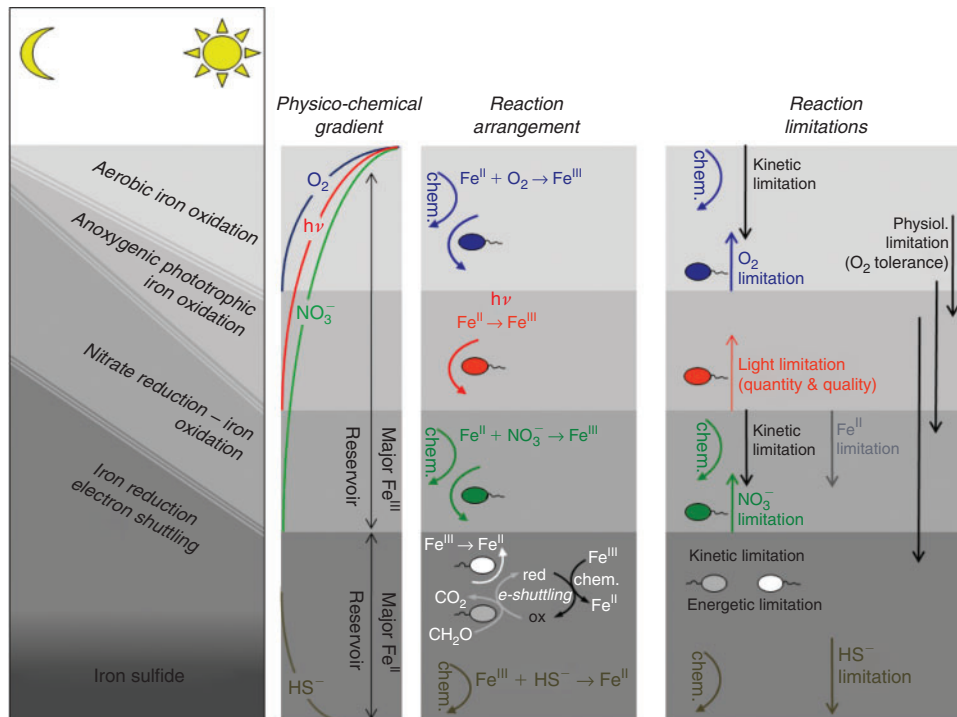 Physico-chemical
gradient
Reaction
arrangement
Reaction
limitations
Aerobic iron oxidation
Anoxygenic phototrophic
iron oxidation
Nitrate reduction – iron
oxidation
Iron reduction
electron shuttling
Iron sulfide
O₂
hν
NO₃⁻
HS⁻
Major Feᴵᴵᴵ
Reservoir
Major Feᴵᴵ
Reservoir
chem.
Feᴵᴵ + O₂ → Feᴵᴵᴵ
hν
Feᴵᴵ → Feᴵᴵᴵ
Feᴵᴵ + NO₃⁻ → Feᴵᴵᴵ
chem.
Feᴵᴵᴵ → Feᴵᴵ
CO₂
CH₂O
red
e-shuttling
ox
Feᴵᴵᴵ
chem.
Feᴵᴵ
chem.
Feᴵᴵᴵ + HS⁻ → Feᴵᴵ
chem.
Kinetic
limitation
O₂
limitation
Physiol.
limitation
(O₂ tolerance)
Light limitation
(quantity & quality)
chem.
Kinetic
limitation
Feᴵᴵ
limitation
NO₃⁻
limitation
Kinetic limitation
Energetic limitation
chem.
HS⁻
limitation